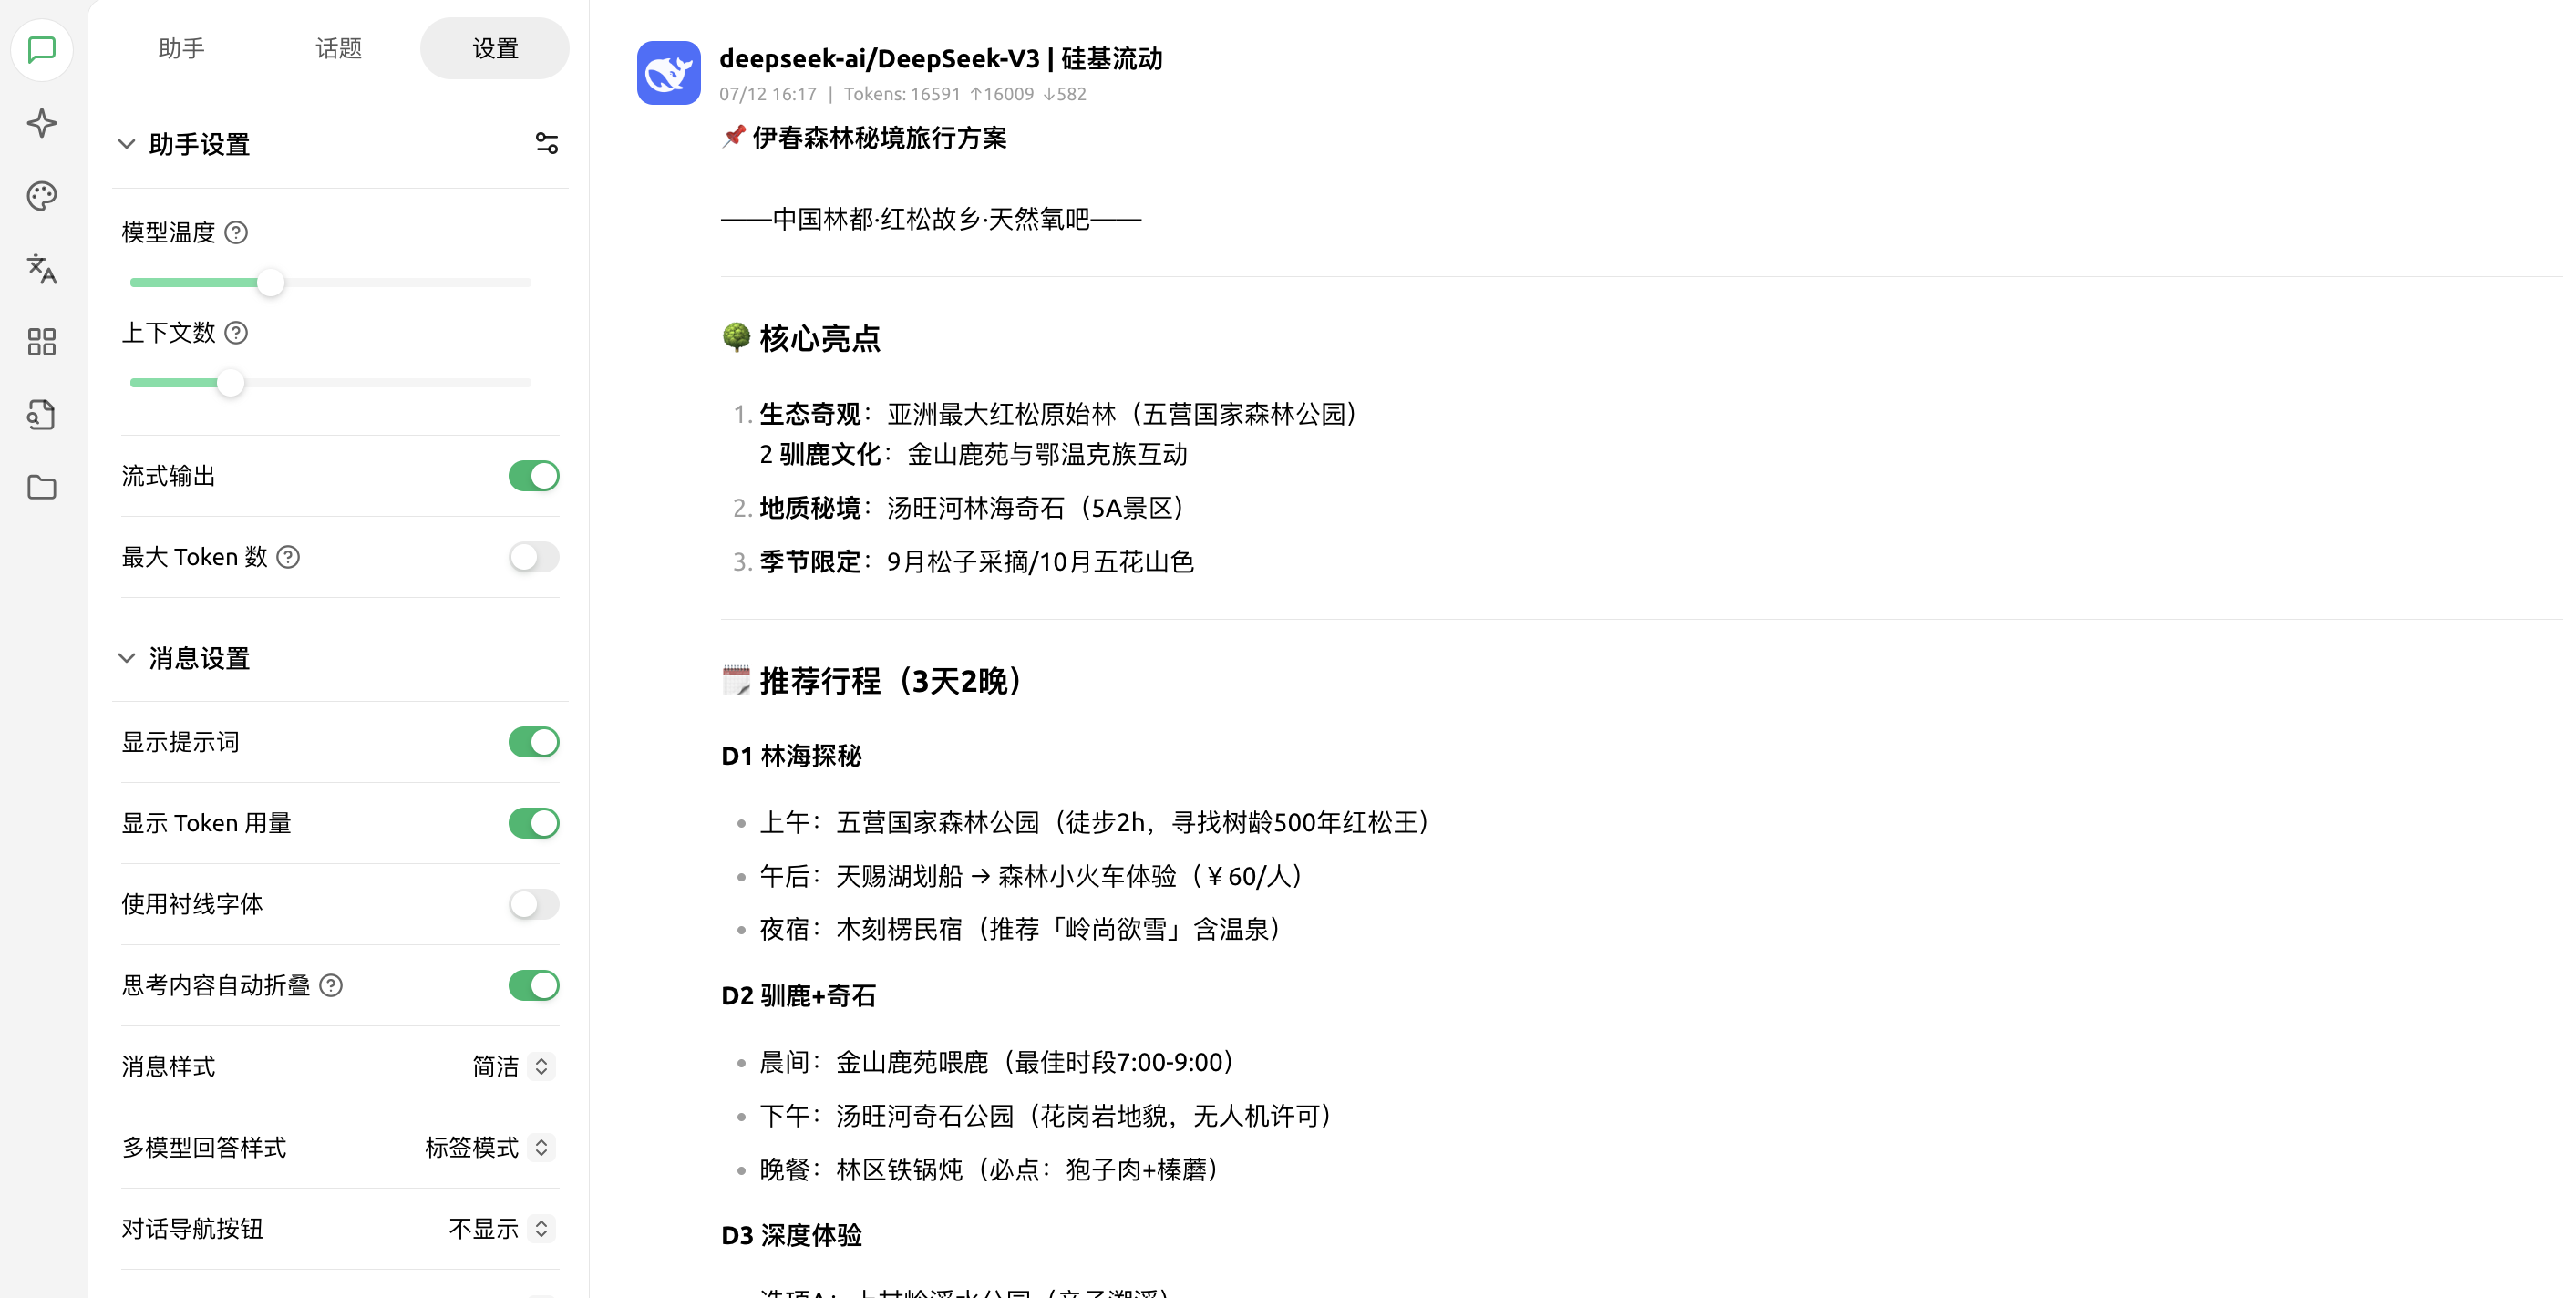 助手
话题
设置
助手设置
模型温度
上下文数
流式输出
最大 Token 数
消息设置
显示提示词
显示 Token 用量
使用衬线字体
思考内容自动折叠
消息样式
简洁
多模型回答样式
标签模式
对话导航按钮
不显示
deepseek-ai/DeepSeek-V3 | 硅基流动
07/12 16:17 | Tokens: 16591 ↑16009 ↓582
📌 伊春森林秘境旅行方案
——中国林都·红松故乡·天然氧吧——
🌳 核心亮点
1. 生态奇观：亚洲最大红松原始林（五营国家森林公园）
2 驯鹿文化：金山鹿苑与鄂温克族互动
2. 地质秘境：汤旺河林海奇石（5A景区）
3. 季节限定：9月松子采摘/10月五花山色
🗓️ 推荐行程（3天2晚）
D1 林海探秘
• 上午：五营国家森林公园（徒步2h，寻找树龄500年红松王）
• 午后：天赐湖划船 → 森林小火车体验（￥60/人）
• 夜宿：木刻楞民宿（推荐「岭尚欲雪」含温泉）
D2 驯鹿+奇石
• 晨间：金山鹿苑喂鹿（最佳时段7:00-9:00）
• 下午：汤旺河奇石公园（花岗岩地貌，无人机许可）
• 晚餐：林区铁锅炖（必点：狍子肉+榛蘑）
D3 深度体验